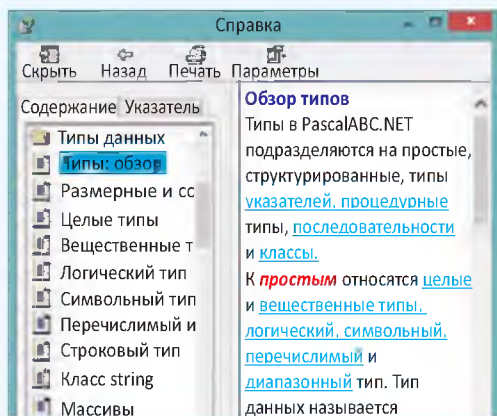 Справка
Скрыть Назад Печать Параметры
Содержание Указатель
Типы данных
Типы: обзор
Размерные и сс
Целые типы
Вещественные т
Логический тип
Символьный тип
Перечислимый и
Строковый тип
Класс string
Массивы
Обзор типов
Типы в PascalABC.NET
подразделяются на простые,
структурированные, типы
указателей, процедурные
типы, последовательности
и классы.
К простым относятся целые
и вещественные типы,
логический, символьный,
перечислимый и
диапазонный тип. Тип
данных называется